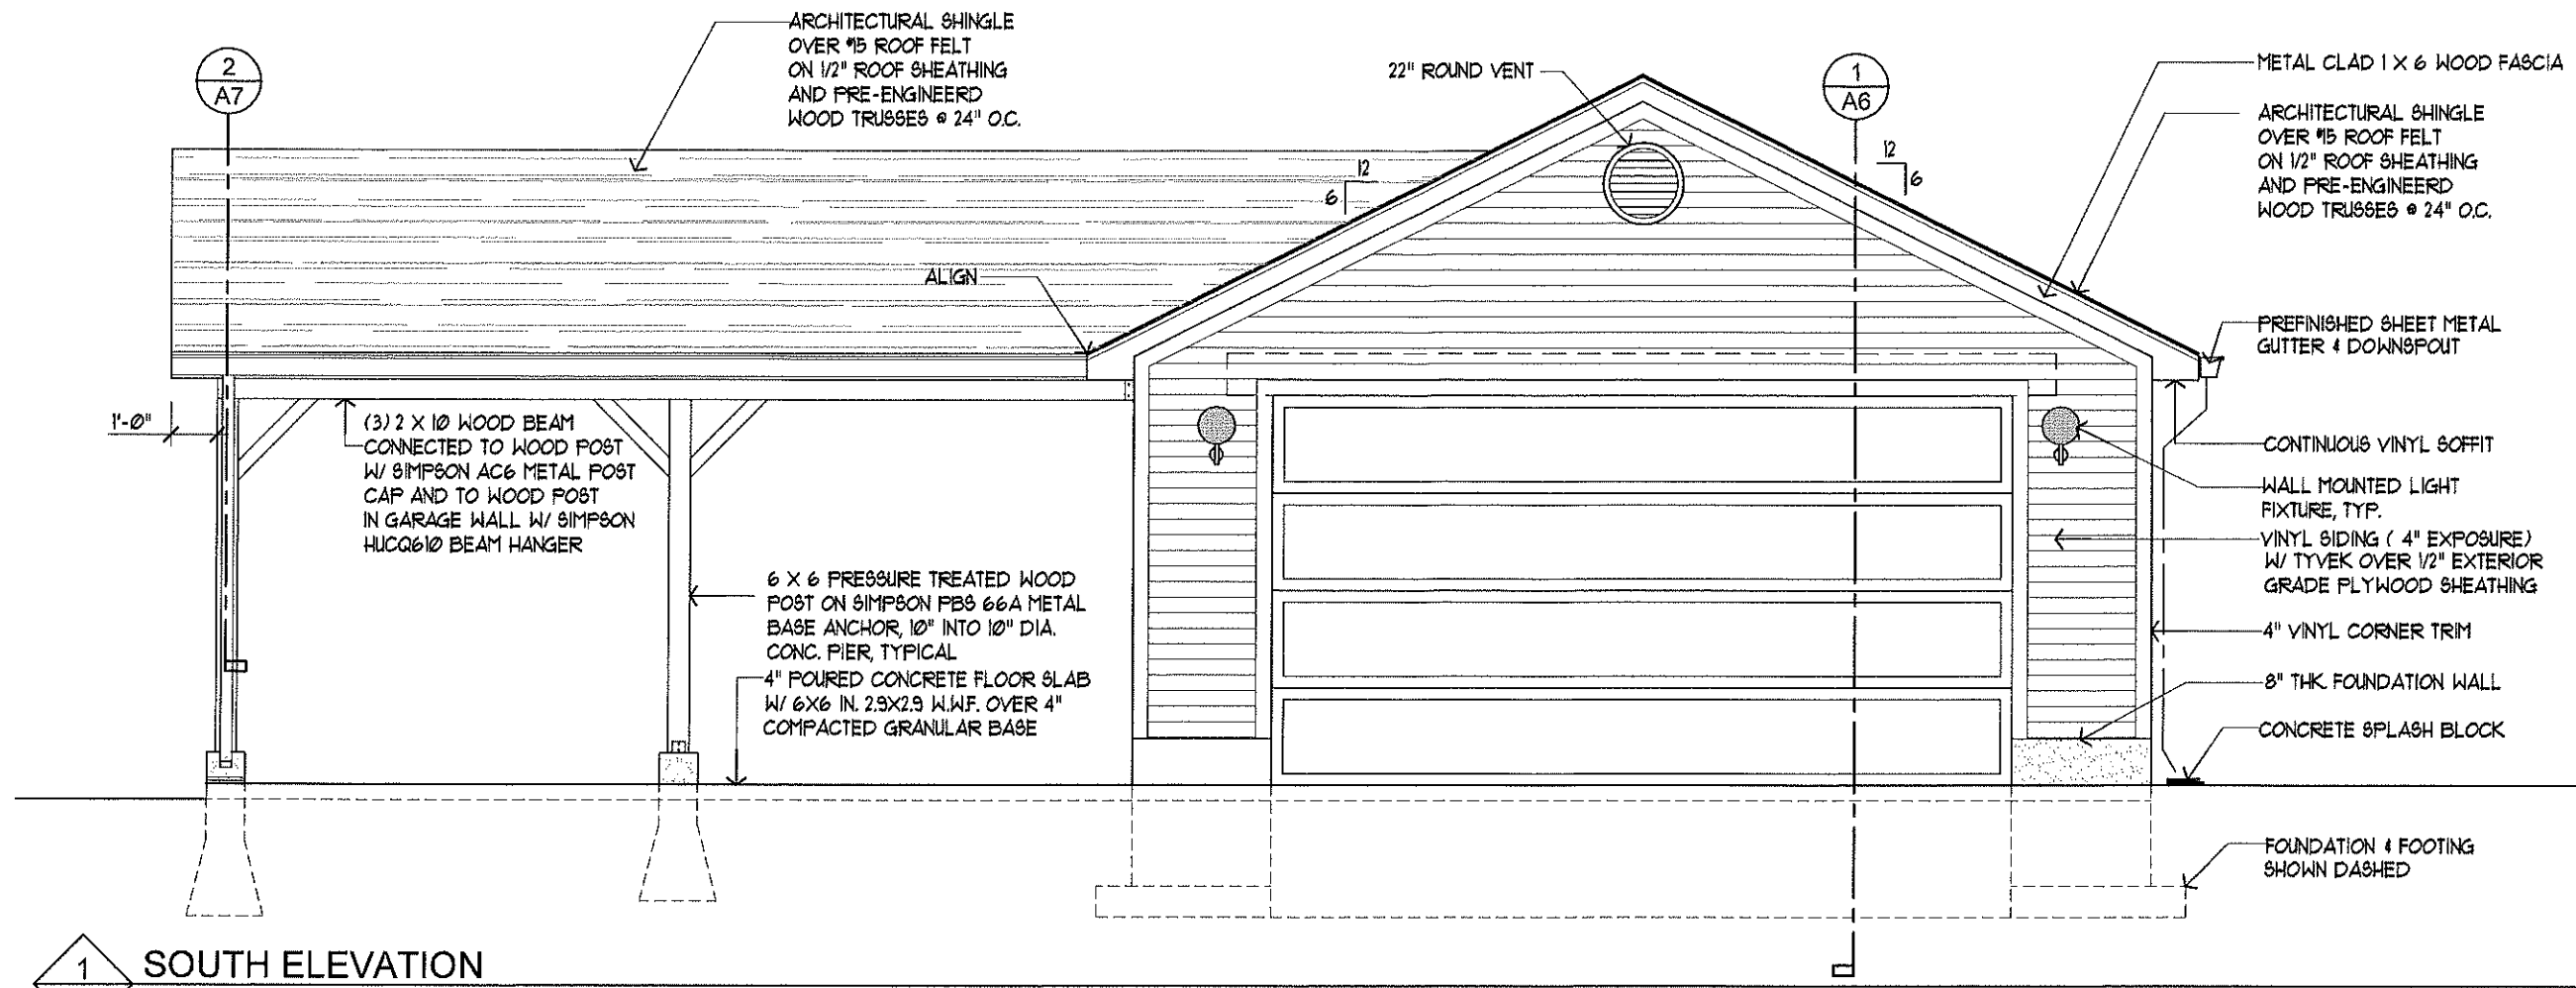 ARCHITECTURAL SHINGLE
OVER #15 ROOF FELT
ON 1/2" ROOF SHEATHING
AND PRE-ENGINEERD
WOOD TRUSSES @ 24" O.C.
2
A7
22" ROUND VENT
1
A6
METAL CLAD 1 X 6 WOOD FASCIA
ARCHITECTURAL SHINGLE
OVER #15 ROOF FELT
ON 1/2" ROOF SHEATHING
AND PRE-ENGINEERD
WOOD TRUSSES @ 24" O.C.
12
6
12
6
ALIGN
PREFINISHED SHEET METAL
GUTTER & DOWNSPOUT
1'-0"
(3) 2 X 10 WOOD BEAM
CONNECTED TO WOOD POST
W/ SIMPSON AC6 METAL POST
CAP AND TO WOOD POST
IN GARAGE WALL W/ SIMPSON
HUCQ610 BEAM HANGER
CONTINUOUS VINYL SOFFIT
WALL MOUNTED LIGHT
FIXTURE, TYP.
VINYL SIDING ( 4" EXPOSURE)
W/ TYVEK OVER 1/2" EXTERIOR
GRADE PLYWOOD SHEATHING
6 X 6 PRESSURE TREATED WOOD
POST ON SIMPSON PBS 66A METAL
BASE ANCHOR, 10" INTO 10" DIA.
CONC. PIER, TYPICAL
4" POURED CONCRETE FLOOR SLAB
W/ 6X6 IN. 2.9X2.9 W.W.F. OVER 4"
COMPACTED GRANULAR BASE
4" VINYL CORNER TRIM
8" THK. FOUNDATION WALL
CONCRETE SPLASH BLOCK
FOUNDATION & FOOTING
SHOWN DASHED
1
SOUTH ELEVATION